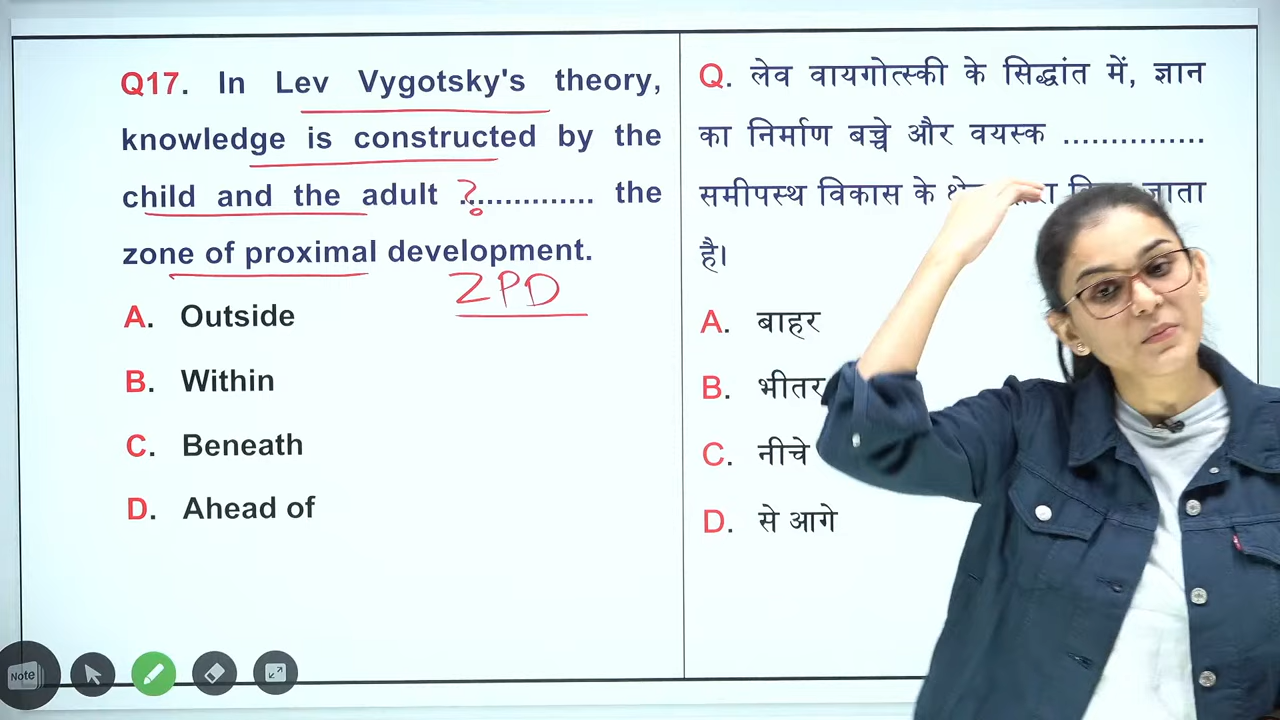 Q17. In Lev Vygotsky's theory,
knowledge is constructed by the
child and the adult ?............... the
zone of proximal development.
ZPD
A. Outside
B. Within
C. Beneath
D. Ahead of
Q. लेव वायगोत्स्की के सिद्धांत में, ज्ञान
का निर्माण बच्चे और वयस्क ...............
समीपस्थ विकास के जाता
है।
A. बाहर
B. भीतर
C. नीचे
D. से आगे
Note